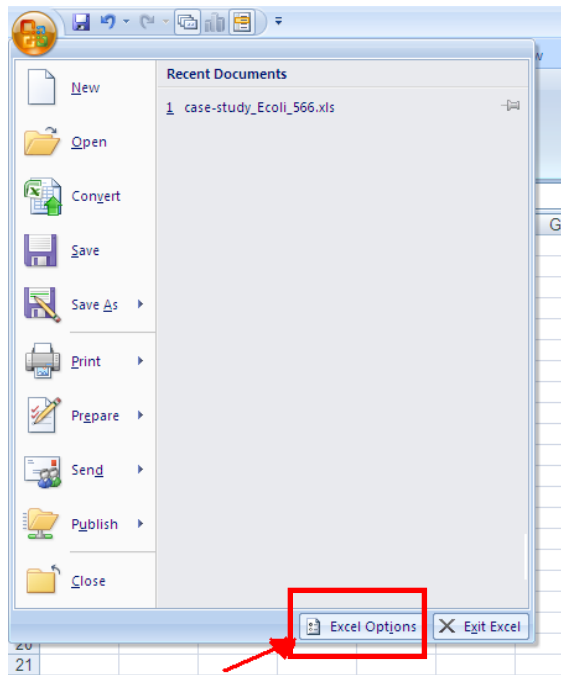 New
Open
Convert
Save
Save As
Print
Prepare
Send
Publish
Close
Recent Documents
1 case-study_Ecoli_566.xls
G
Excel Options
Exit Excel
20
21